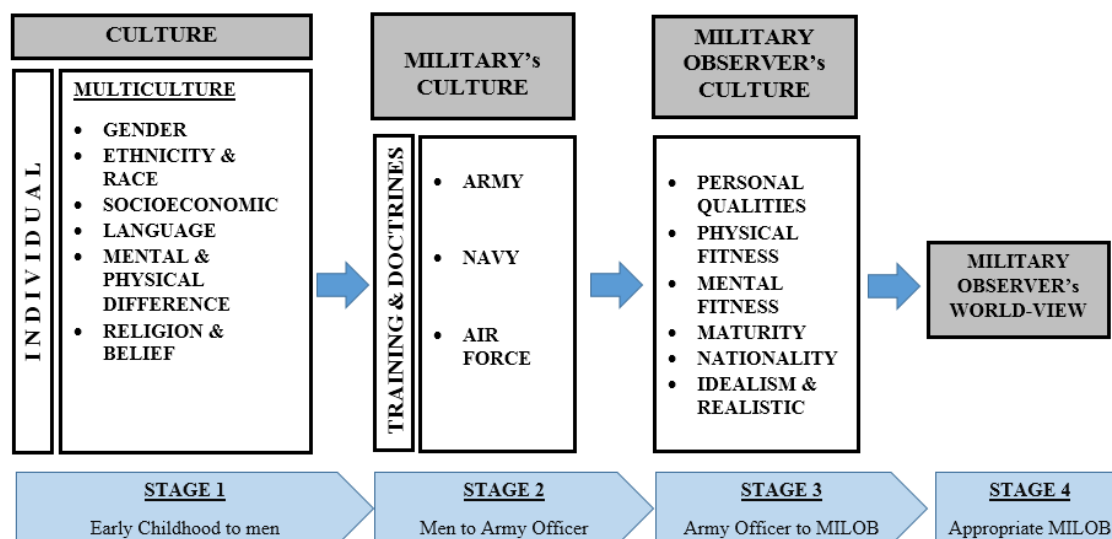 CULTURE
INDIVIDUAL
MULTICULTURE
• GENDER
• ETHNICITY &
RACE
• SOCIOECONOMIC
• LANGUAGE
• MENTAL &
PHYSICAL
DIFFERENCE
• RELIGION &
BELIEF
MILITARY's
CULTURE
TRAINING & DOCTRINES
• ARMY
• NAVY
• AIR
FORCE
MILITARY
OBSERVER's
CULTURE
• PERSONAL
QUALITIES
• PHYSICAL
FITNESS
• MENTAL
FITNESS
• MATURITY
• NATIONALITY
• IDEALISM &
REALISTIC
MILITARY
OBSERVER's
WORLD-VIEW
STAGE 1
Early Childhood to men
STAGE 2
Men to Army Officer
STAGE 3
Army Officer to MILOB
STAGE 4
Appropriate MILOB